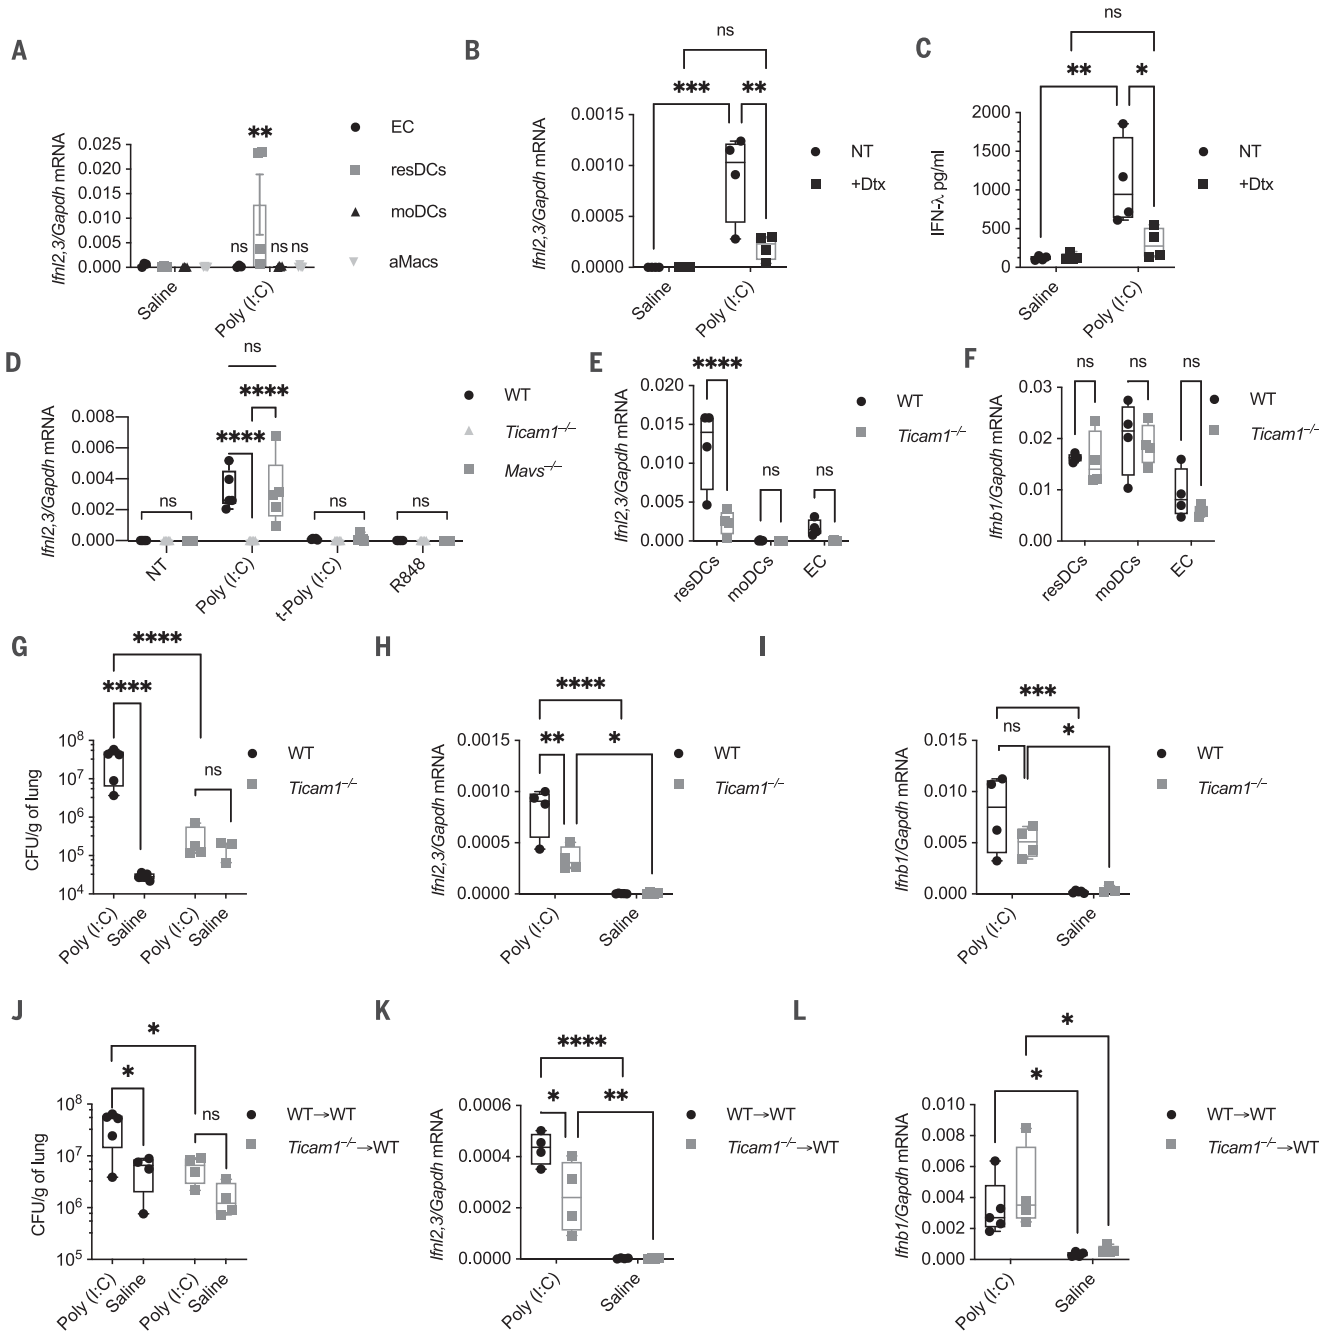 A
Ifnl2,3/Gapdh mRNA
0.025
0.020
0.015
0.010
0.005
0.000
**
ns
ns ns
Saline
Poly (I:C)
EC
resDCs
moDCs
aMacs
B
Ifnl2,3/Gapdh mRNA
0.0015
0.0010
0.0005
0.0000
ns
*** **
Saline
Poly (I:C)
NT
+Dtx
C
IFN-λ pg/ml
2000
1500
1000
500
0
ns
** *
Saline
Poly (I:C)
NT
+Dtx
D
Ifnl2,3/Gapdh mRNA
0.008
0.006
0.004
0.002
0.000
ns
****
****
ns
ns
ns
NT
Poly (I:C)
t-Poly (I:C)
R848
WT
Ticam1–/–
Mavs–/–
E
Ifnl2,3/Gapdh mRNA
0.020
0.015
0.010
0.005
0.000
****
ns
ns
resDCs
moDCs
EC
WT
Ticam1–/–
F
Ifnb1/Gapdh mRNA
0.03
0.02
0.01
0.00
ns
ns
ns
resDCs
moDCs
EC
WT
Ticam1–/–
G
CFU/g of lung
10^8
10^7
10^6
10^5
10^4
****
****
ns
Poly (I:C)
Saline
Poly (I:C)
Saline
WT
Ticam1–/–
H
Ifnl2,3/Gapdh mRNA
0.0015
0.0010
0.0005
0.0000
****
** *
Poly (I:C)
Saline
WT
Ticam1–/–
I
Ifnb1/Gapdh mRNA
0.015
0.010
0.005
0.000
***
ns
*
Poly (I:C)
Saline
WT
Ticam1–/–
J
CFU/g of lung
10^8
10^7
10^6
10^5
*
*
ns
Poly (I:C)
Saline
Poly (I:C)
Saline
WT→WT
Ticam1–/–→WT
K
Ifnl2,3/Gapdh mRNA
0.0006
0.0004
0.0002
0.0000
****
* **
Poly (I:C)
Saline
WT→WT
Ticam1–/–→WT
L
Ifnb1/Gapdh mRNA
0.010
0.008
0.006
0.004
0.002
0.000
*
*
Poly (I:C)
Saline
WT→WT
Ticam1–/–→WT